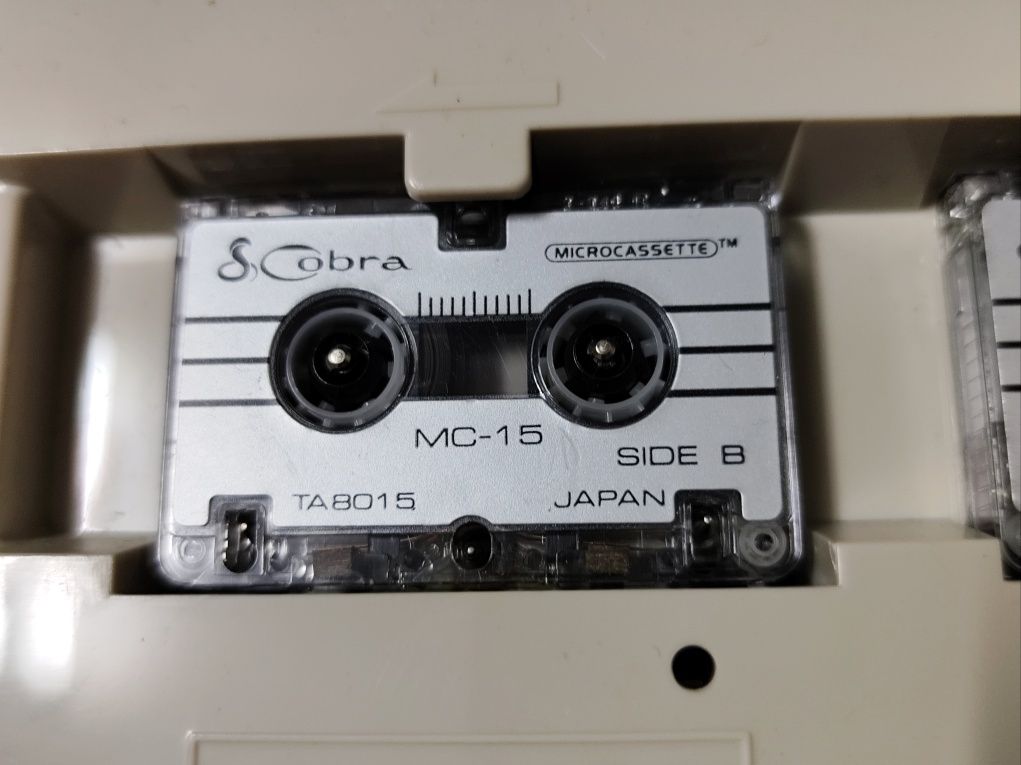 Cobra
MICROCASSETTE™
MC-15
SIDE B
TA8015
JAPAN